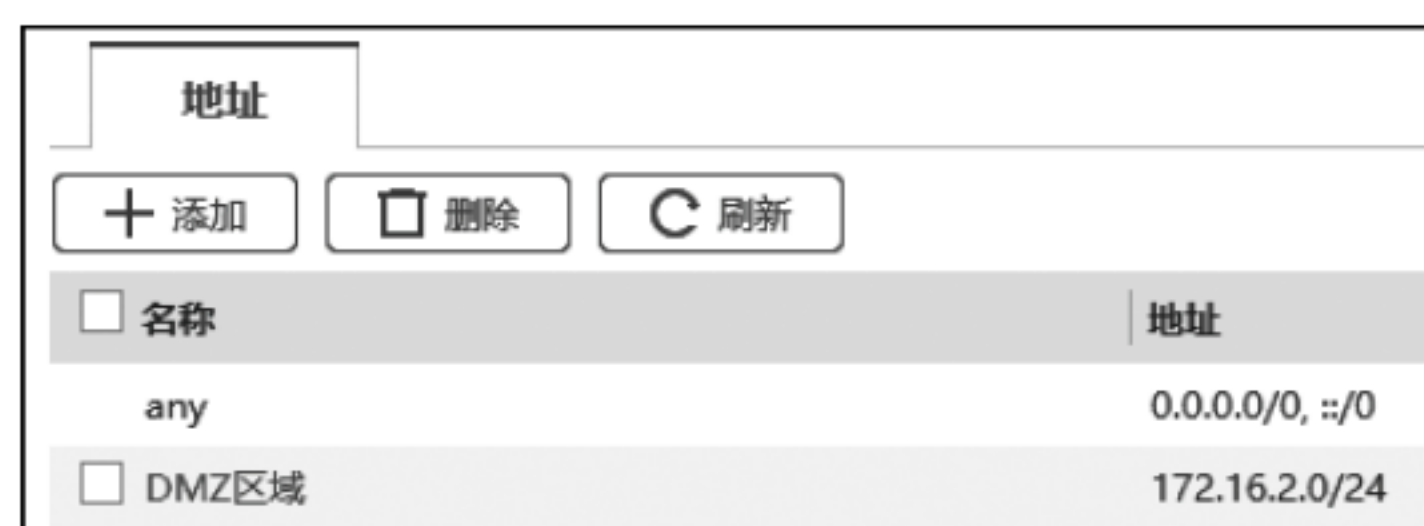 地址
添加 删除 刷新
名称 地址
any 0.0.0.0/0, ::/0
DMZ区域 172.16.2.0/24